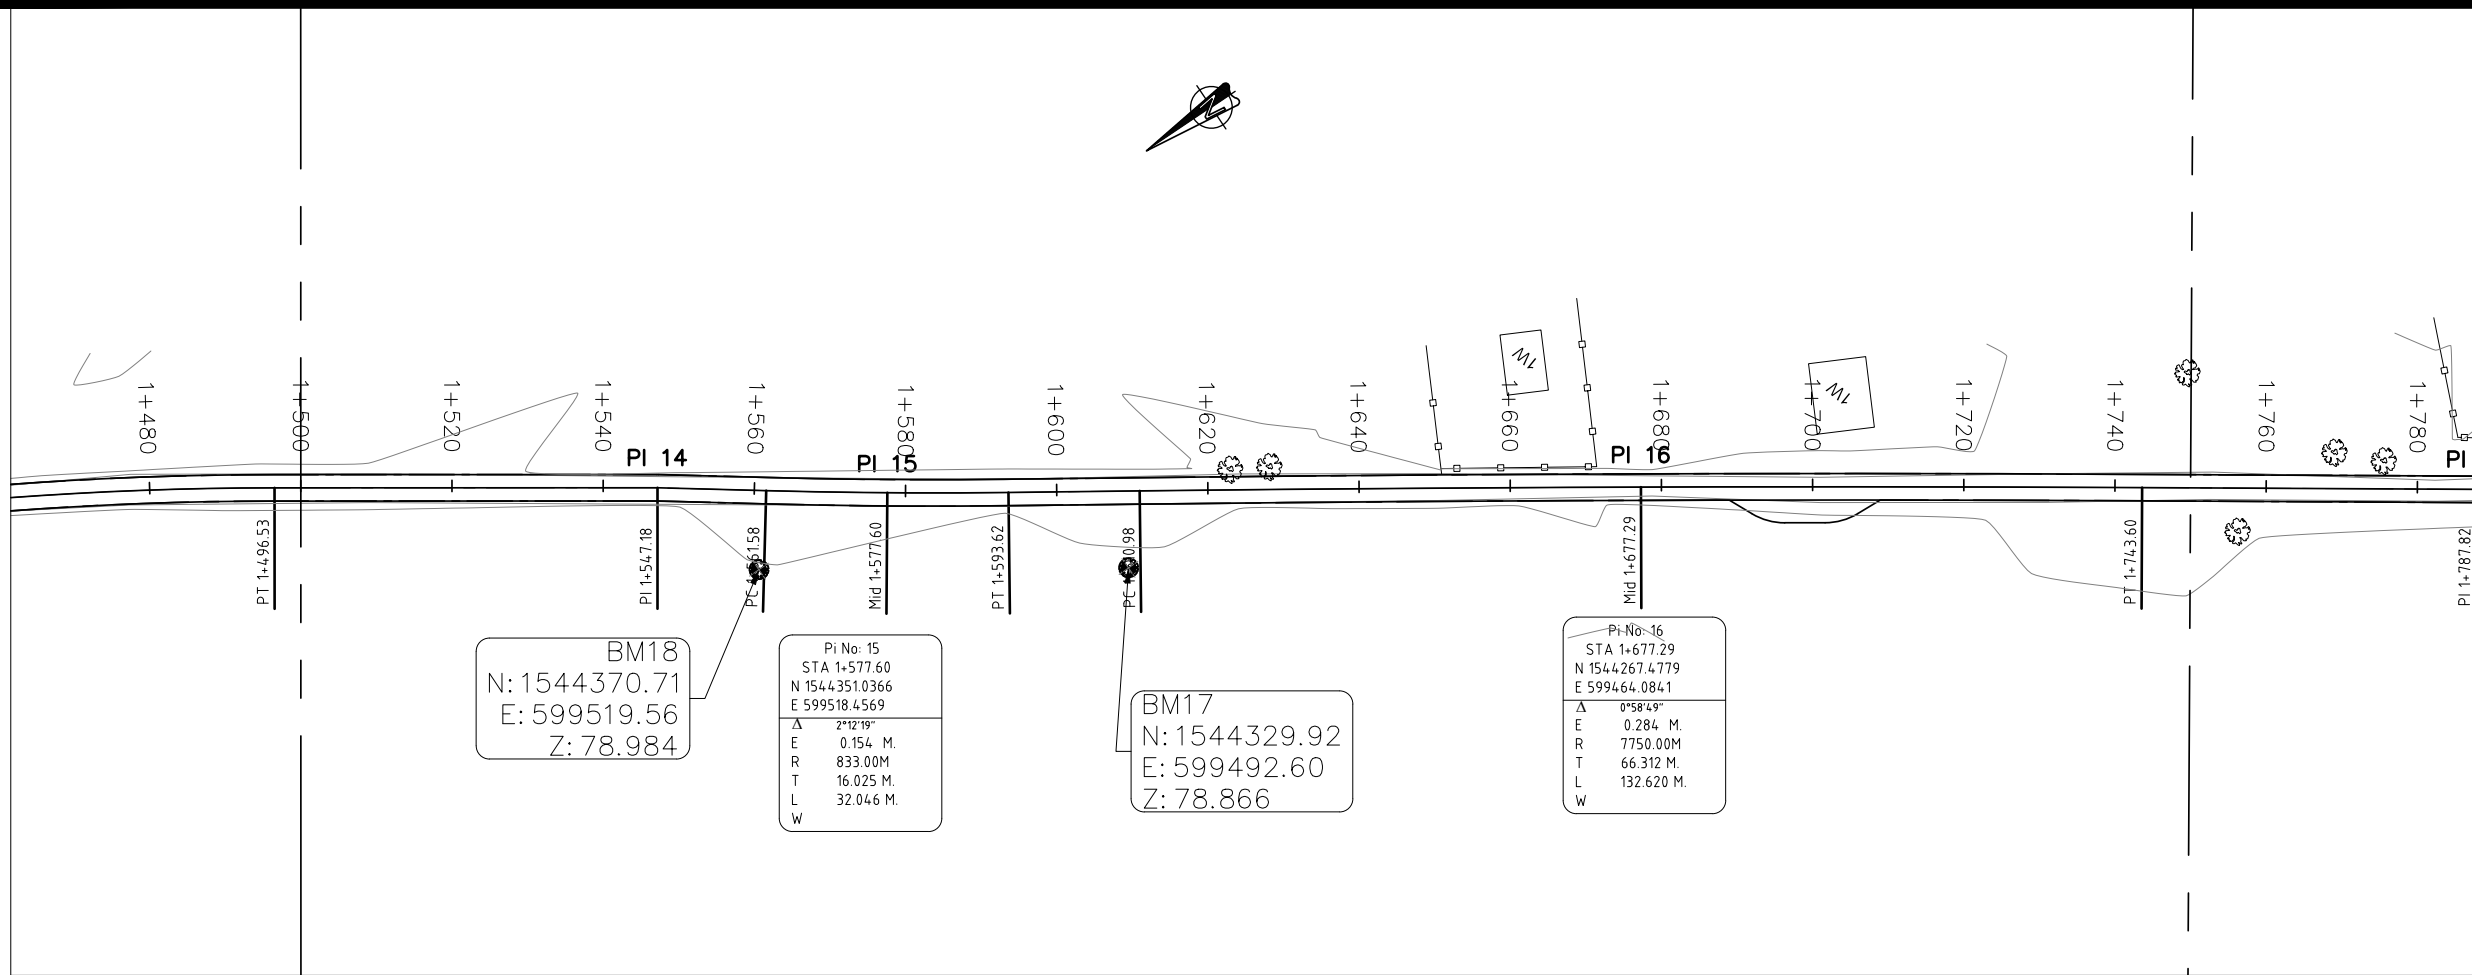 1+480
1+500
1+520
1+540
1+560
1+580
1+600
1+620
1+640
1+660
1+680
1+700
1+720
1+740
1+760
1+780
1W
1W
PI 14
PI 15
PI 16
PI
PT 1+496.53
PI 1+547.18
Mid 1+577.60
PT 1+593.62
Mid 1+677.29
PT 1+743.60
PI 1+787.82
BM18
N: 1544370.71
E: 599519.56
Z: 78.984
Pi No: 15
STA 1+577.60
N 1544351.0366
E 599518.4569
Δ 2°12'19"
E 0.154 M.
R 833.00M
T 16.025 M.
L 32.046 M.
W
BM17
N: 1544329.92
E: 599492.60
Z: 78.866
Pi No: 16
STA 1+677.29
N 1544267.4779
E 599464.0841
Δ 0°58'49"
E 0.284 M.
R 7750.00M
T 66.312 M.
L 132.620 M.
W